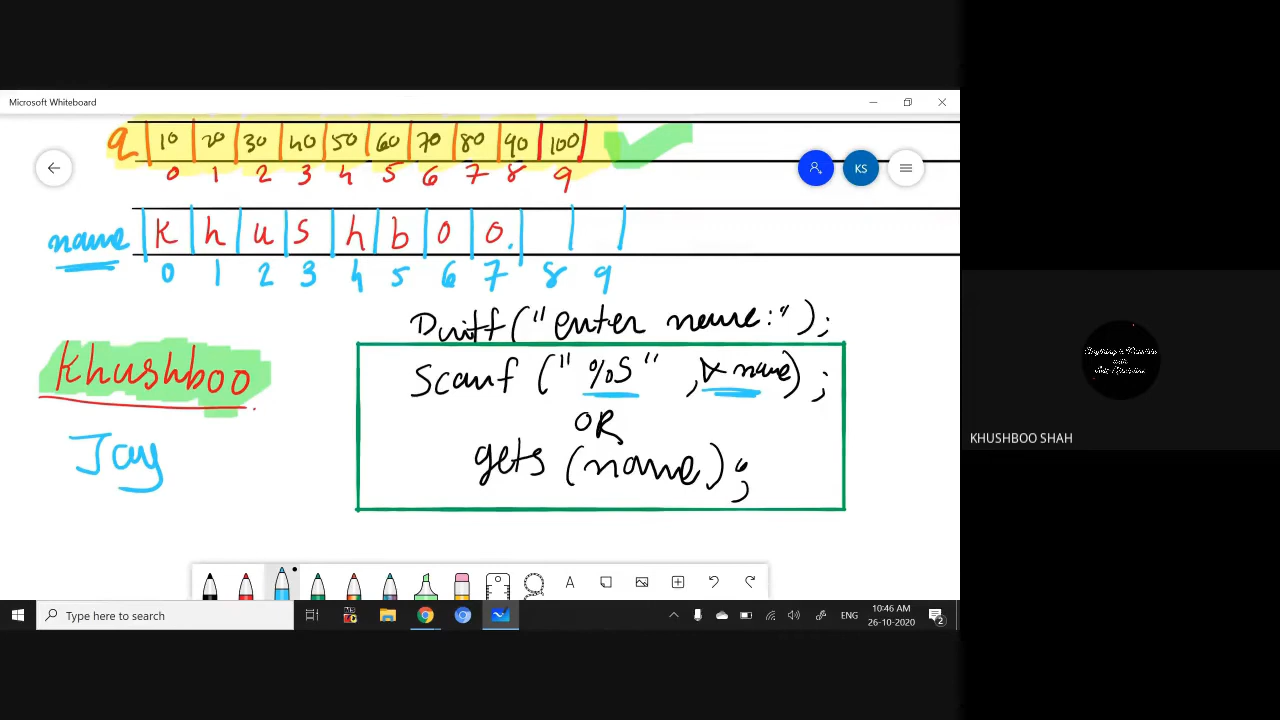 Microsoft Whiteboard
a 10 20 30 40 50 60 70 80 90 100
0 1 2 3 4 5 6 7 8 9
KS
name K h u s h b o o.
0 1 2 3 4 5 6 7 8 9
Printf("enter name:");
Khushboo
Scanf ("%s", &name);
OR
Jay
gets (name);
KHUSHBOO SHAH
A
Type here to search
ENG
10:46 AM
26-10-2020
2